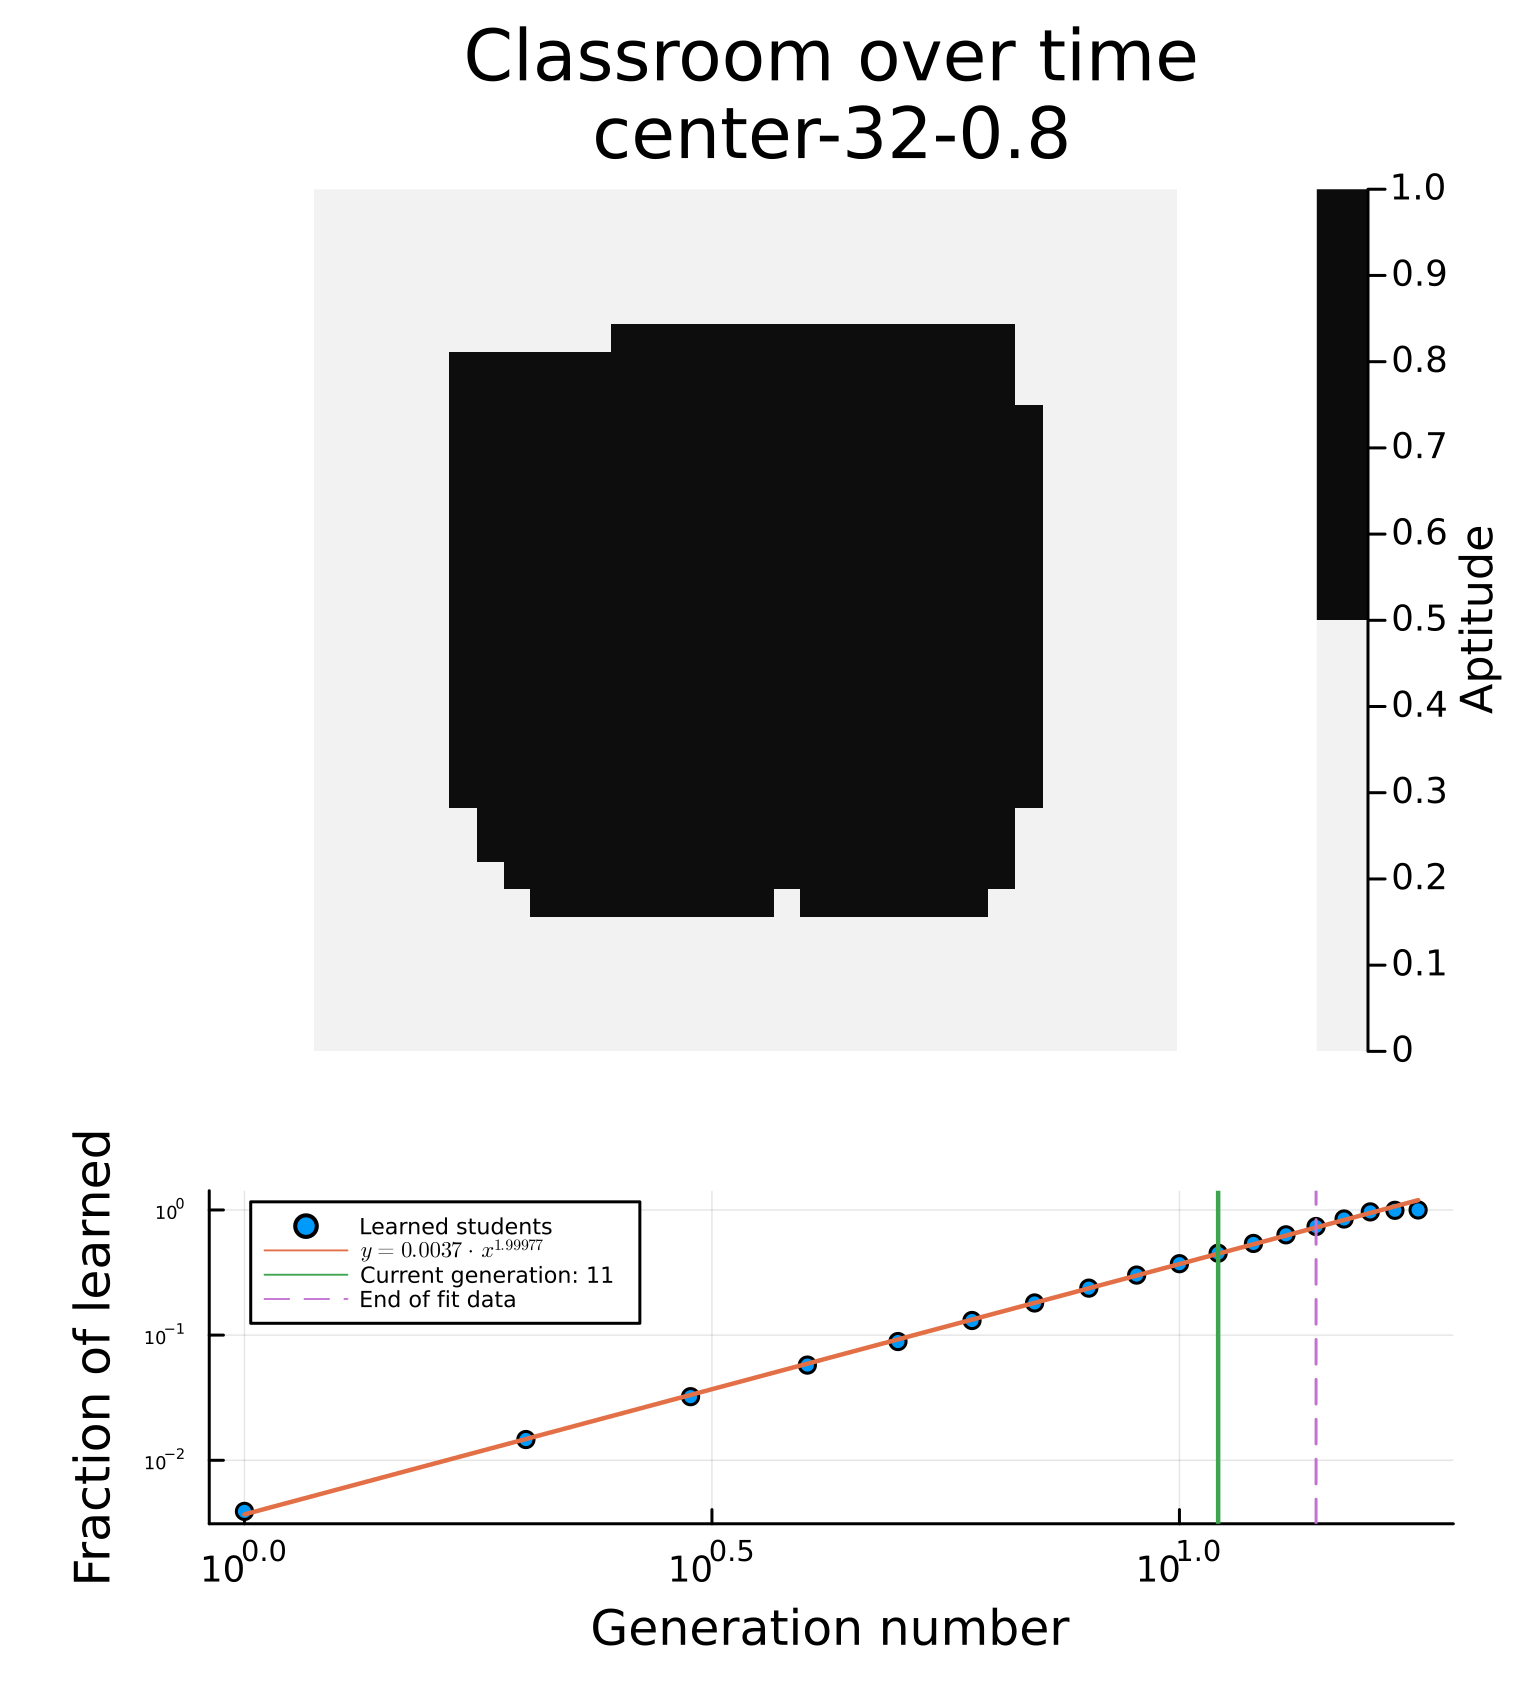 Classroom over time
center-32-0.8
1.0
0.9
0.8
0.7
0.6
0.5
0.4
0.3
0.2
0.1
0
Aptitude
Fraction of learned
10⁰
10⁻¹
10⁻²
Learned students
y = 0.0037 · x^1.99977
Current generation: 11
End of fit data
10^0.0
10^0.5
10^1.0
Generation number